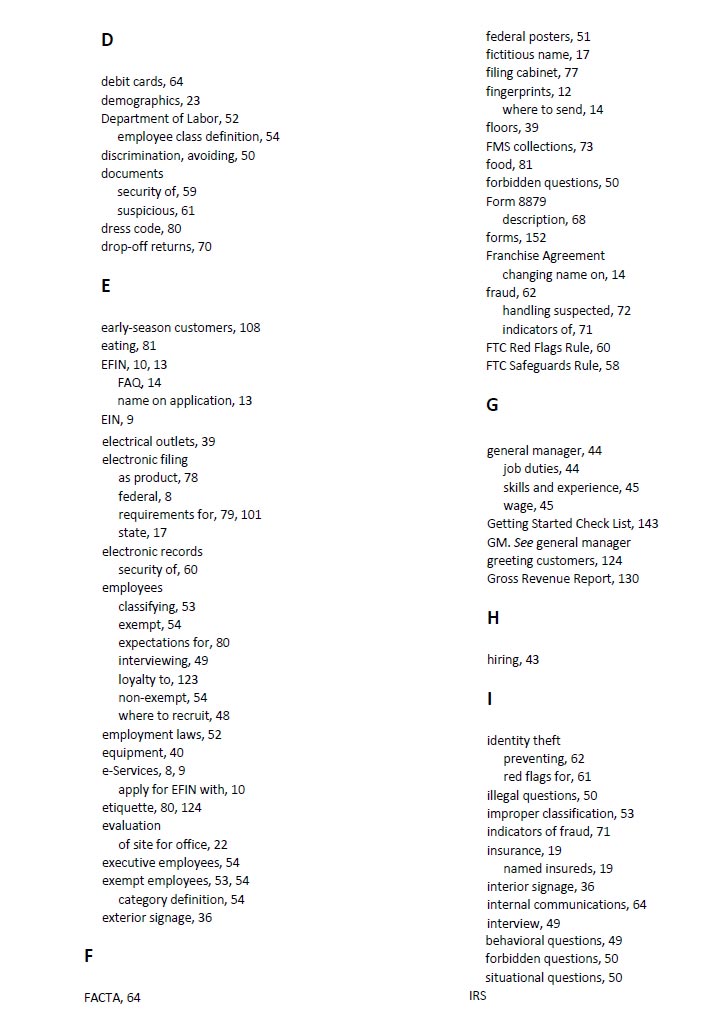 D
debit cards, 64
demographics, 23
Department of Labor, 52
employee class definition, 54
discrimination, avoiding, 50
documents
security of, 59
suspicious, 61
dress code, 80
drop-off returns, 70
E
early-season customers, 108
eating, 81
EFIN, 10, 13
FAQ, 14
name on application, 13
EIN, 9
electrical outlets, 39
electronic filing
as product, 78
federal, 8
requirements for, 79, 101
state, 17
electronic records
security of, 60
employees
classifying, 53
exempt, 54
expectations for, 80
interviewing, 49
loyalty to, 123
non-exempt, 54
where to recruit, 48
employment laws, 52
equipment, 40
e-Services, 8, 9
apply for EFIN with, 10
etiquette, 80, 124
evaluation
of site for office, 22
executive employees, 54
exempt employees, 53, 54
category definition, 54
exterior signage, 36
F
FACTA, 64
federal posters, 51
fictitious name, 17
filing cabinet, 77
fingerprints, 12
where to send, 14
floors, 39
FMS collections, 73
food, 81
forbidden questions, 50
Form 8879
description, 68
forms, 152
Franchise Agreement
changing name on, 14
fraud, 62
handling suspected, 72
indicators of, 71
FTC Red Flags Rule, 60
FTC Safeguards Rule, 58
G
general manager, 44
job duties, 44
skills and experience, 45
wage, 45
Getting Started Check List, 143
GM. See general manager
greeting customers, 124
Gross Revenue Report, 130
H
hiring, 43
I
identity theft
preventing, 62
red flags for, 61
illegal questions, 50
improper classification, 53
indicators of fraud, 71
insurance, 19
named insureds, 19
interior signage, 36
internal communications, 64
interview, 49
behavioral questions, 49
forbidden questions, 50
situational questions, 50
IRS